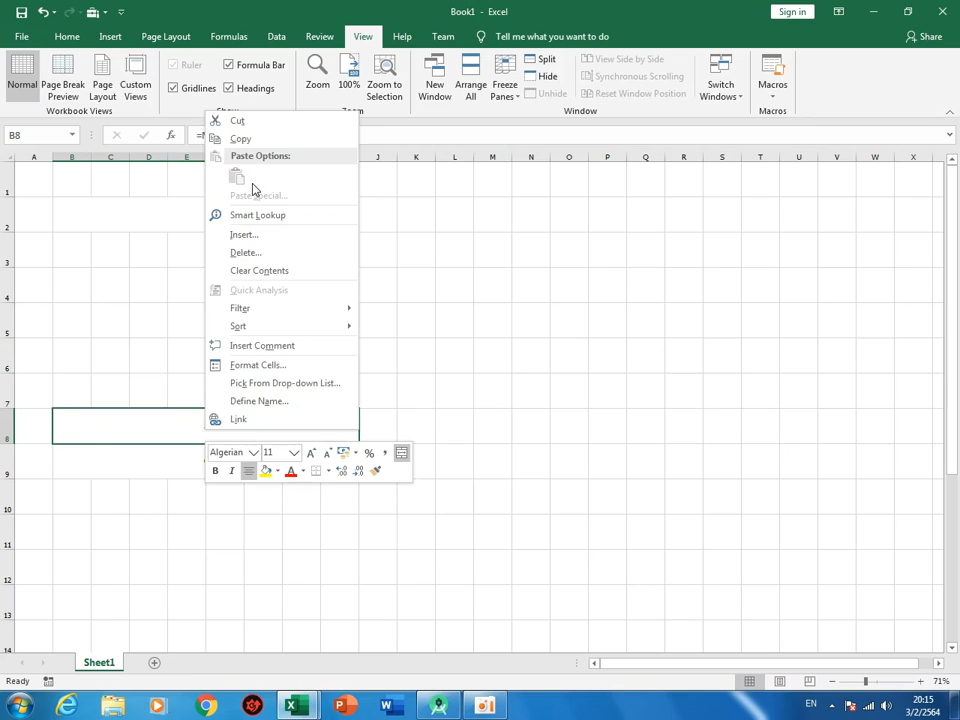 Book1 - Excel
Sign in
File Home Insert Page Layout Formulas Data Review View Help Team Tell me what you want to do Share
Normal
Page Break Preview
Page Layout
Custom Views
Workbook Views
Ruler
Formula Bar
Gridlines
Headings
Show
Zoom
100%
Zoom to Selection
Zoom
New Window
Arrange All
Freeze Panes
Split
Hide
Unhide
View Side by Side
Synchronous Scrolling
Reset Window Position
Window
Switch Windows
Macros
Macros
B8
A B C D E J K L M N O P Q R S T U V W X
1
2
3
4
5
6
7
8
9
10
11
12
13
14
Cut
Copy
Paste Options:
Paste Special...
Smart Lookup
Insert...
Delete...
Clear Contents
Quick Analysis
Filter
Sort
Insert Comment
Format Cells...
Pick From Drop-down List...
Define Name...
Link
Algerian 11
B I A
Sheet1
Ready
71%
EN
20:15
3/2/2564